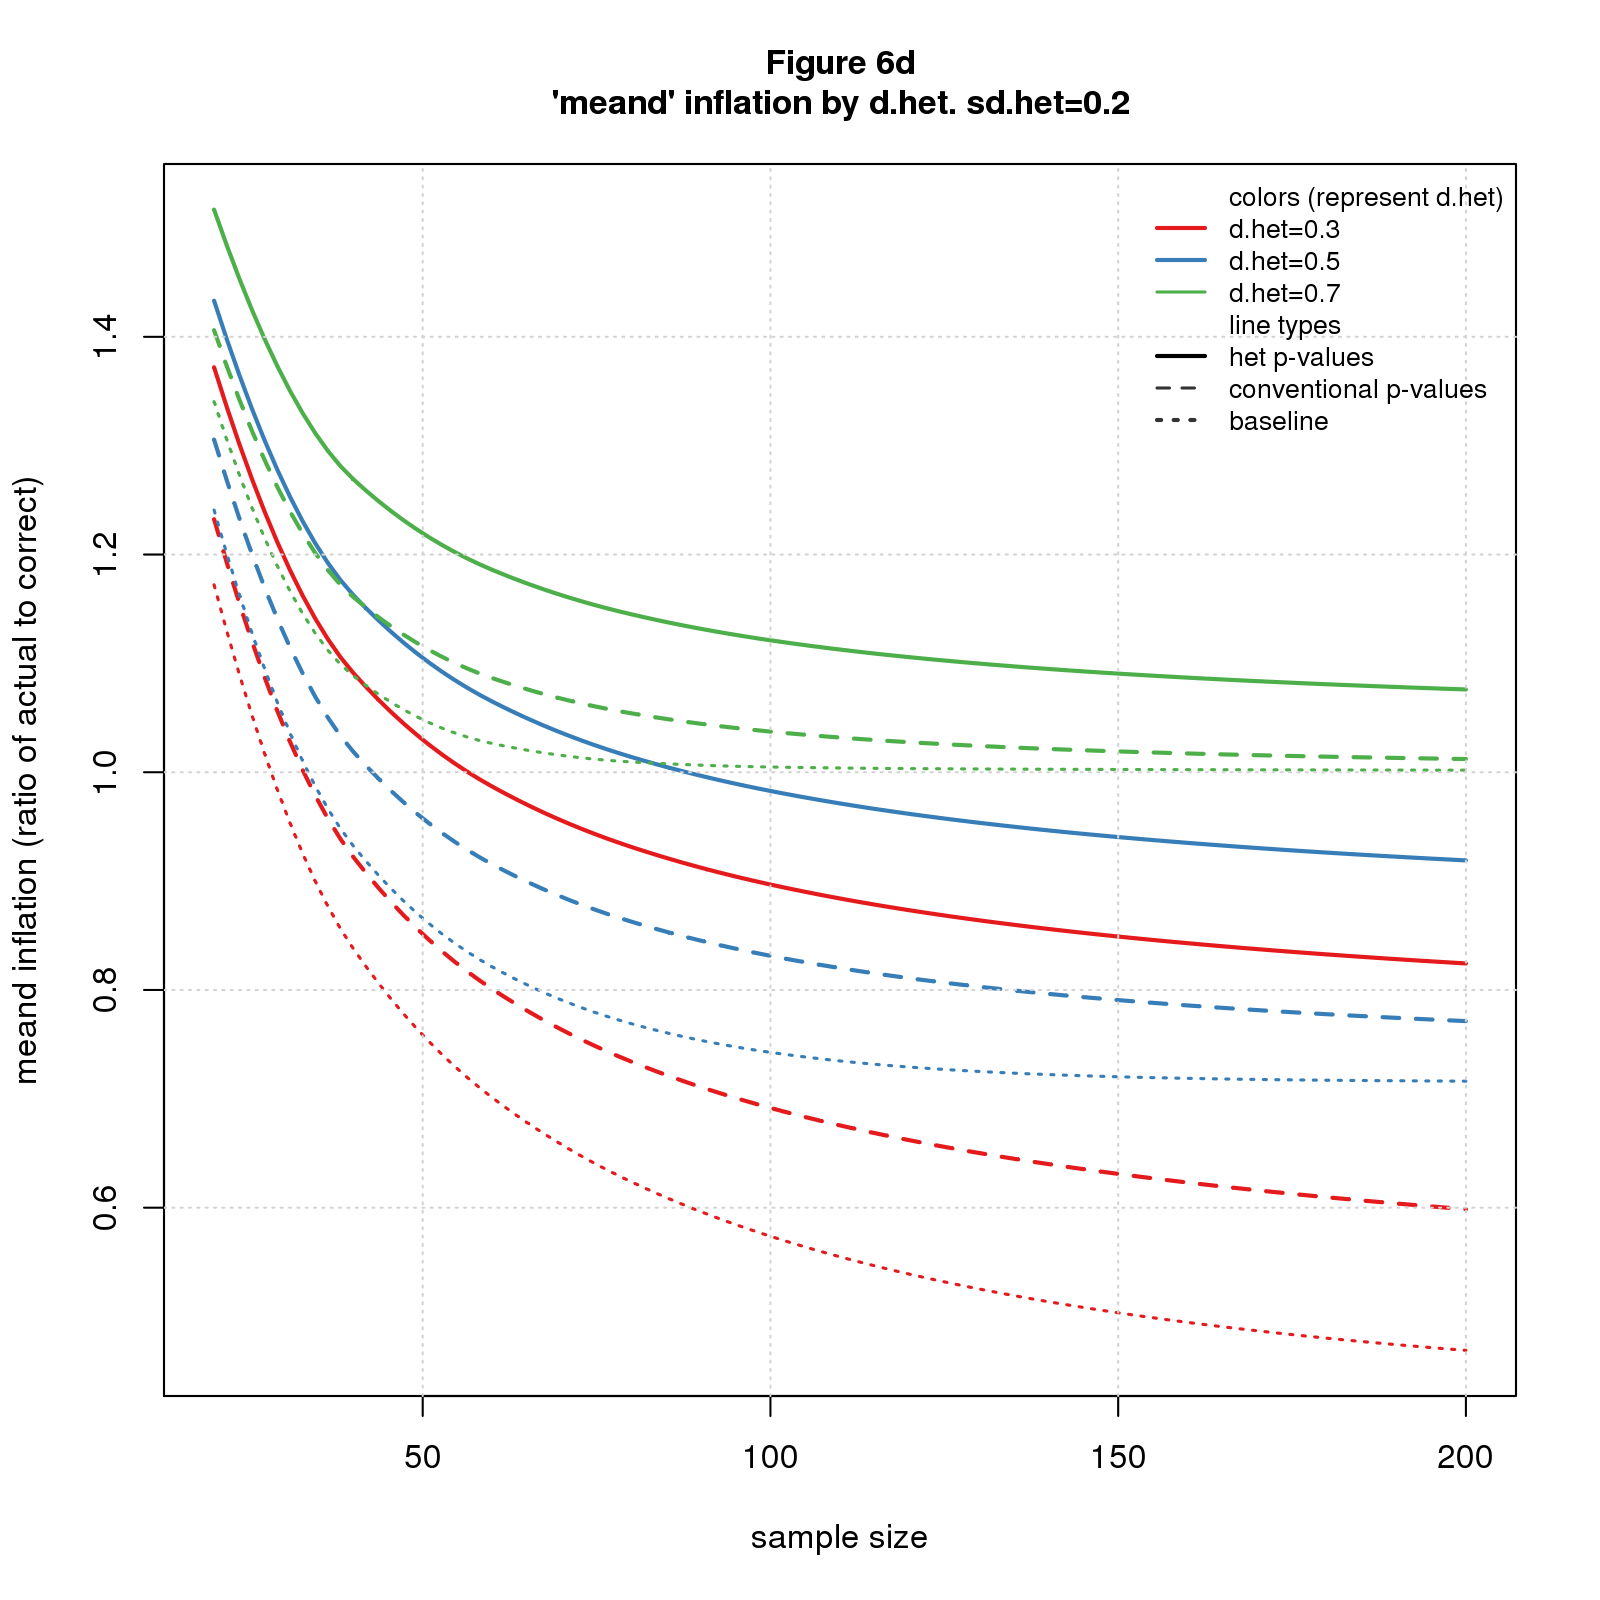 Figure 6d
'meand' inflation by d.het. sd.het=0.2
colors (represent d.het)
d.het=0.3
d.het=0.5
d.het=0.7
line types
het p-values
conventional p-values
baseline
meand inflation (ratio of actual to correct)
1.4
1.2
1.0
0.8
0.6
50 100 150 200
sample size